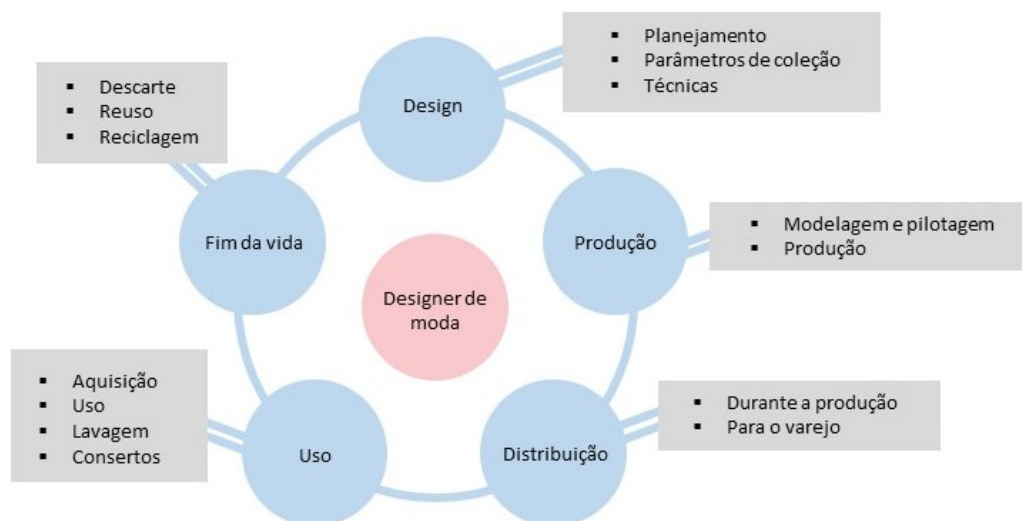 Design
▪ Planejamento
▪ Parâmetros de coleção
▪ Técnicas
Produção
▪ Modelagem e pilotagem
▪ Produção
Distribuição
▪ Durante a produção
▪ Para o varejo
Uso
▪ Aquisição
▪ Uso
▪ Lavagem
▪ Consertos
Fim da vida
▪ Descarte
▪ Reuso
▪ Reciclagem
Designer de
moda